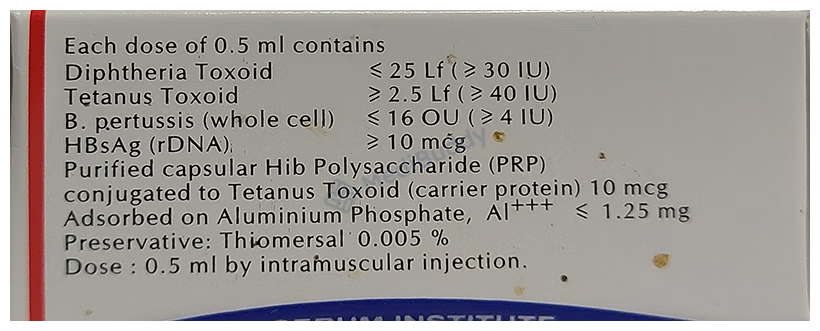 Each dose of 0.5 ml contains
Diphtheria Toxoid ≤ 25 Lf (≥ 30 IU)
Tetanus Toxoid ≥ 2.5 Lf (≥ 40 IU)
B. pertussis (whole cell) ≤ 16 OU (≥ 4 IU)
HBsAg (rDNA) ≥ 10 mcg
Purified capsular Hib Polysaccharide (PRP)
conjugated to Tetanus Toxoid (carrier protein) 10 mcg
Adsorbed on Aluminium Phosphate, Al+++ ≤ 1.25 mg
Preservative: Thiomersal 0.005 %
Dose : 0.5 ml by intramuscular injection.
SERUM INSTITUTE